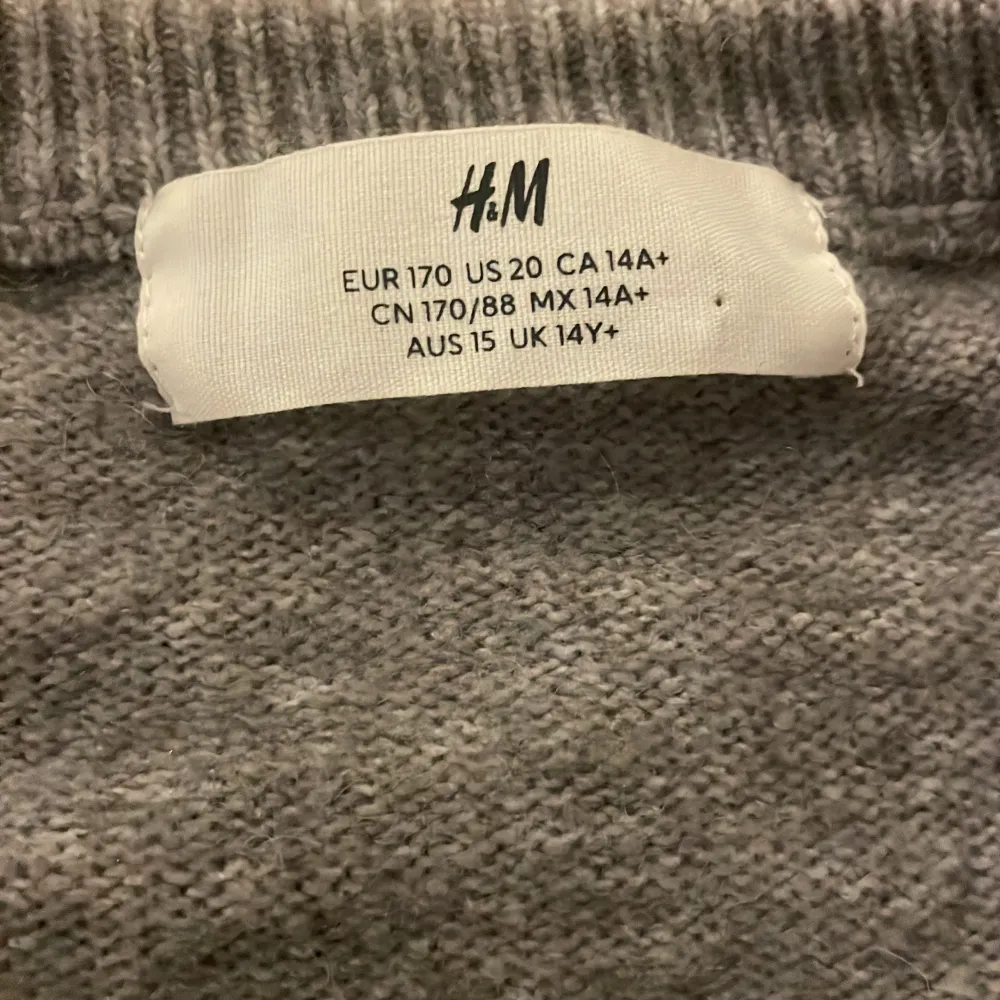 H&M
EUR 170 US 20 CA 14A+
CN 170/88 MX 14A+
AUS 15 UK 14Y+